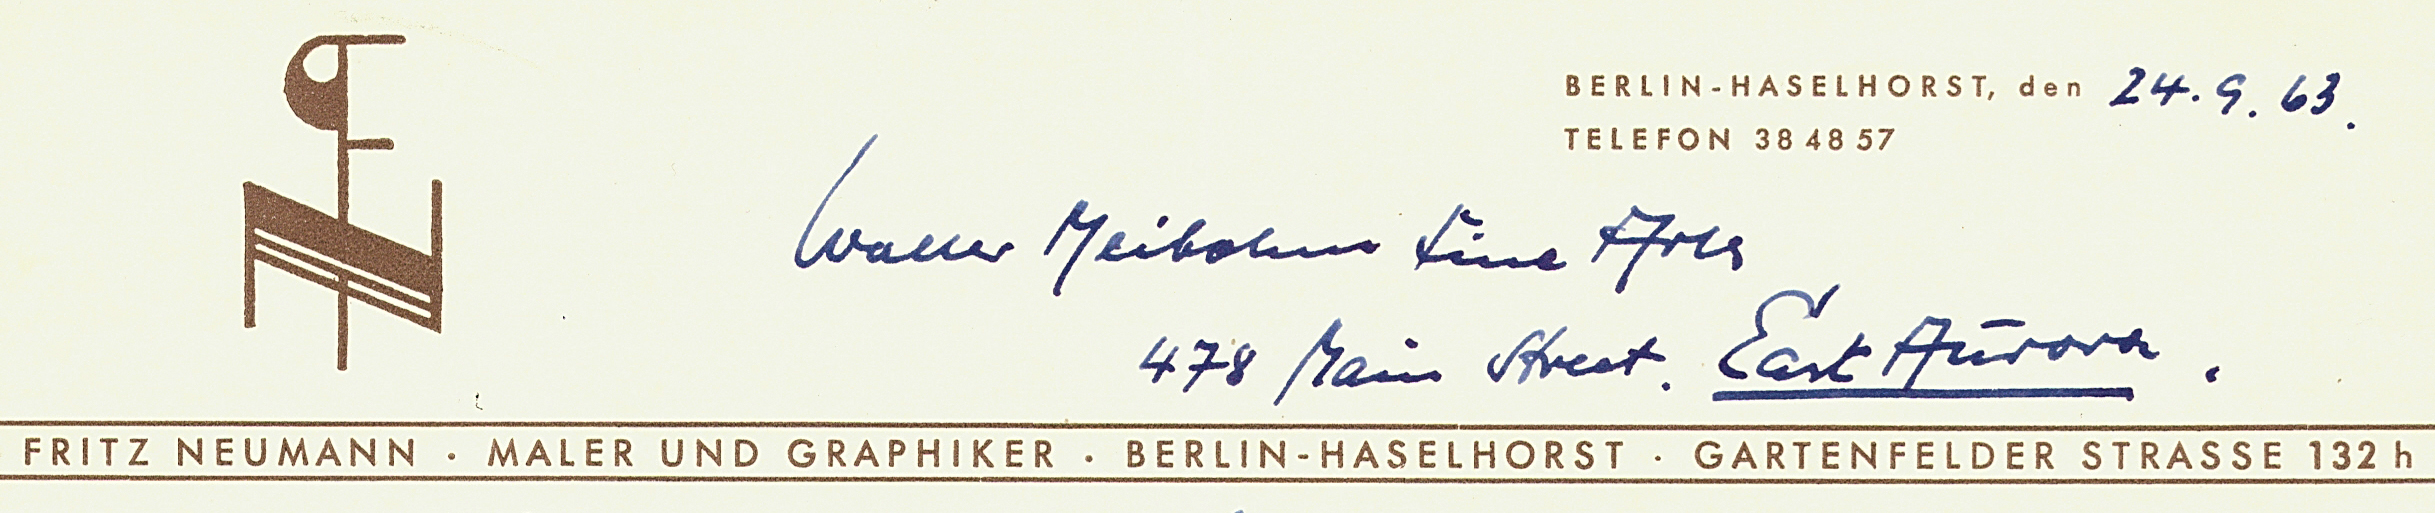 BERLIN-HASELHORST, den 24. 9. 63.
TELEFON 38 48 57
Walter Meibohm Fine Arts
478 Main Street. East Aurora.
FRITZ NEUMANN · MALER UND GRAPHIKER · BERLIN-HASELHORST · GARTENFELDER STRASSE 132 h